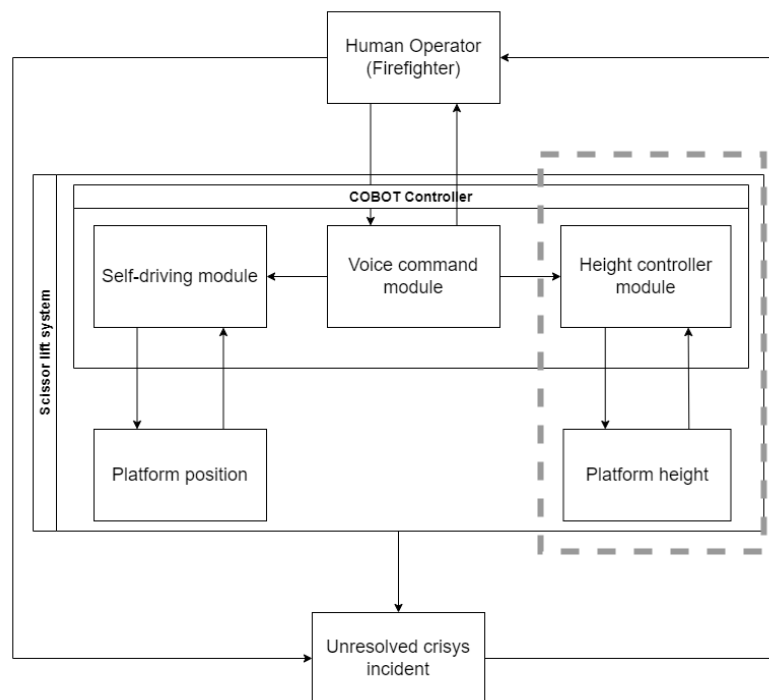 Human Operator
(Firefighter)
Scissor lift system
COBOT Controller
Self-driving module
Voice command
module
Height controller
module
Platform position
Platform height
Unresolved crisys
incident